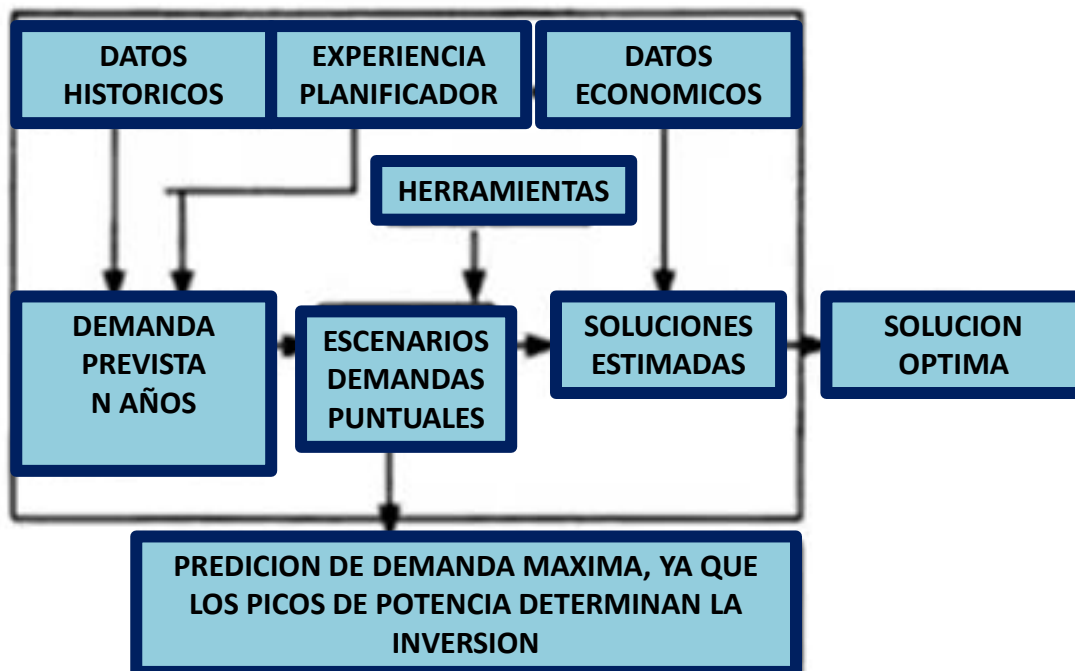 DATOS
HISTORICOS
EXPERIENCIA
PLANIFICADOR
DATOS
ECONOMICOS
HERRAMIENTAS
DEMANDA
PREVISTA
N AÑOS
ESCENARIOS
DEMANDAS
PUNTUALES
SOLUCIONES
ESTIMADAS
SOLUCION
OPTIMA
PREDICION DE DEMANDA MAXIMA, YA QUE
LOS PICOS DE POTENCIA DETERMINAN LA
INVERSION